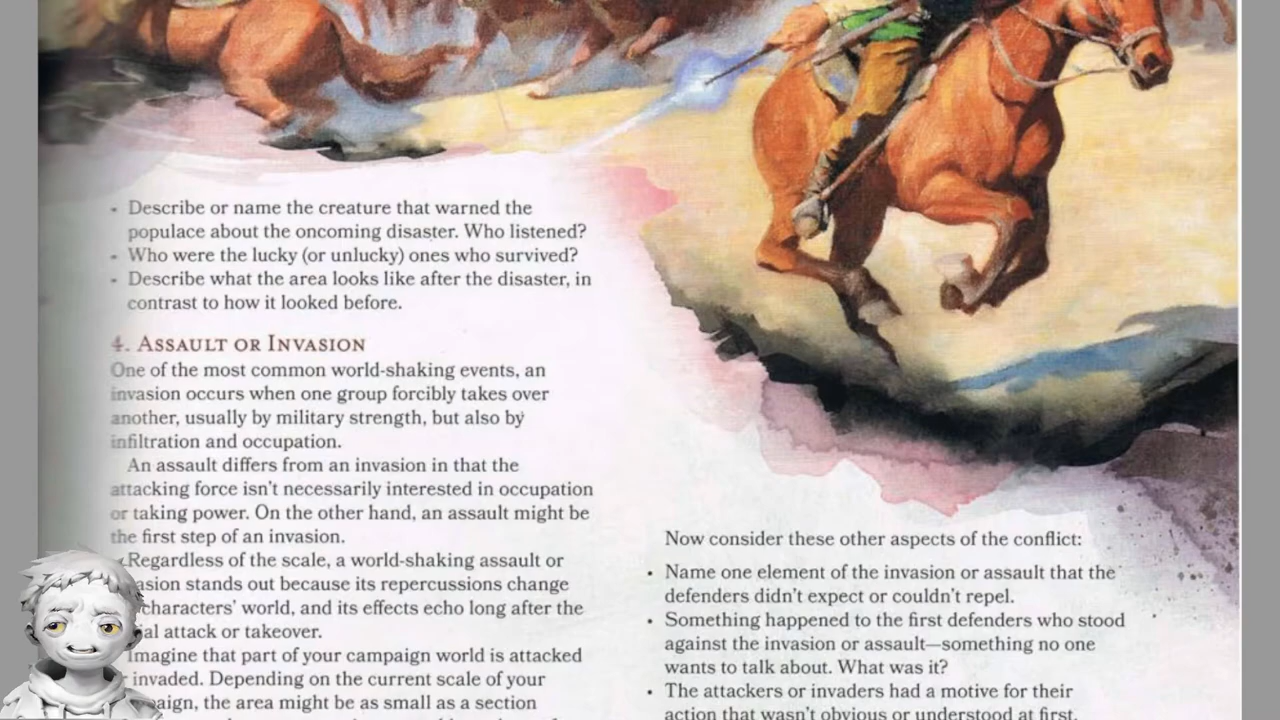 - Describe or name the creature that warned the
populace about the oncoming disaster. Who listened?
- Who were the lucky (or unlucky) ones who survived?
- Describe what the area looks like after the disaster, in
contrast to how it looked before.
4. Assault or Invasion
One of the most common world-shaking events, an
invasion occurs when one group forcibly takes over
another, usually by military strength, but also by
infiltration and occupation.
An assault differs from an invasion in that the
attacking force isn't necessarily interested in occupation
or taking power. On the other hand, an assault might be
the first step of an invasion.
Regardless of the scale, a world-shaking assault or
stands out because its repercussions change
characters' world, and its effects echo long after the
attack or takeover.
Imagine that part of your campaign world is attacked
invaded. Depending on the current scale of your
the area might be as small as a section
Now consider these other aspects of the conflict:
• Name one element of the invasion or assault that the
defenders didn't expect or couldn't repel.
• Something happened to the first defenders who stood
against the invasion or assault—something no one
wants to talk about. What was it?
• The attackers or invaders had a motive for their
action that wasn't obvious or understood at first.